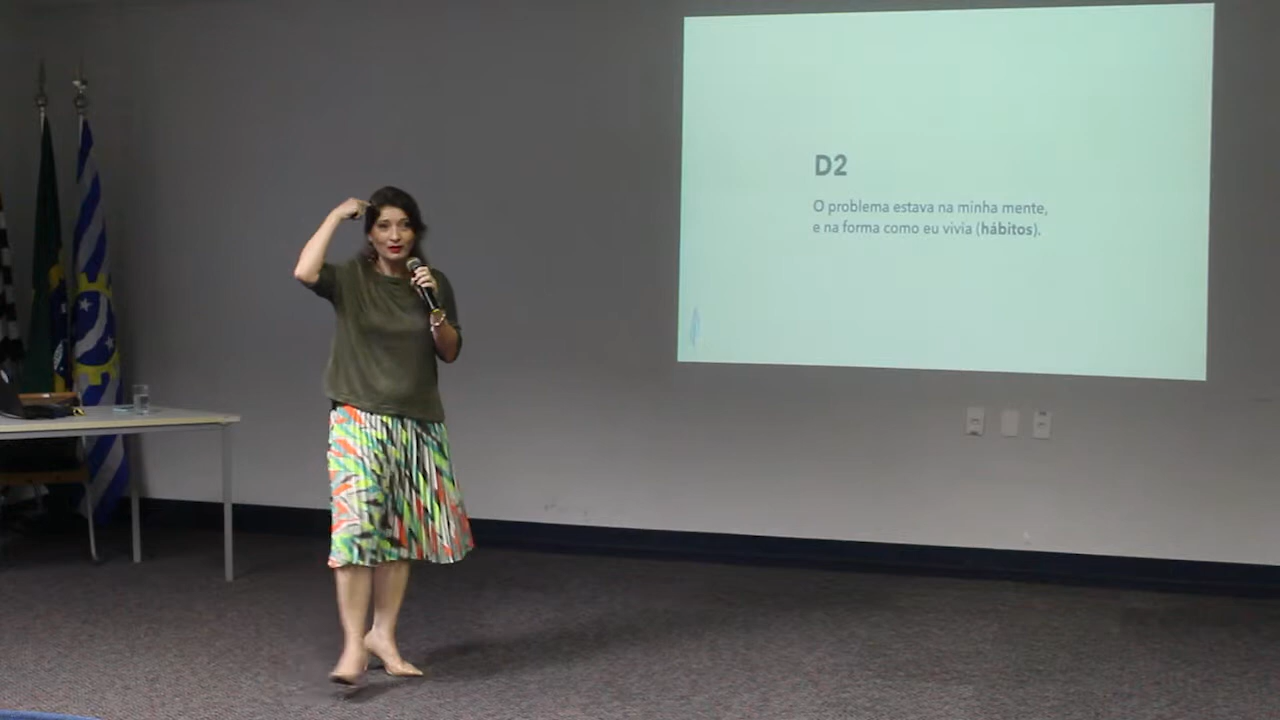 D2
O problema estava na minha mente,
e na forma como eu vivia (hábitos).